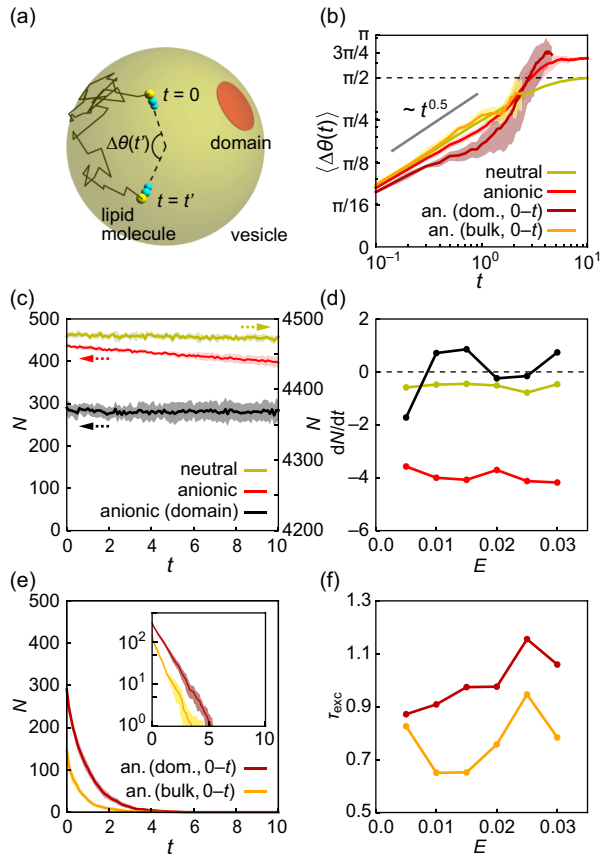 (a)
t = 0
Δθ(t')
domain
t = t'
lipid
molecule
vesicle
(b)
π
3π/4
π/2
π/4
π/8
π/16
⟨Δθ(t)⟩
~ t^0.5
neutral
anionic
an. (dom., 0–t)
an. (bulk, 0–t)
10^−1 10^0 10^1
t
(c)
500
400
300
200
100
0
N
4500
4400
4300
4200
N
neutral
anionic
anionic (domain)
0 2 4 6 8 10
t
(d)
2
0
−2
−4
−6
dN/dt
0.0 0.01 0.02 0.03
E
(e)
500
400
300
200
100
0
N
10^2
10^1
10^0
0 5 10
an. (dom., 0–t)
an. (bulk, 0–t)
0 2 4 6 8 10
t
(f)
1.3
1.1
0.9
0.7
0.5
τexc
0.0 0.01 0.02 0.03
E